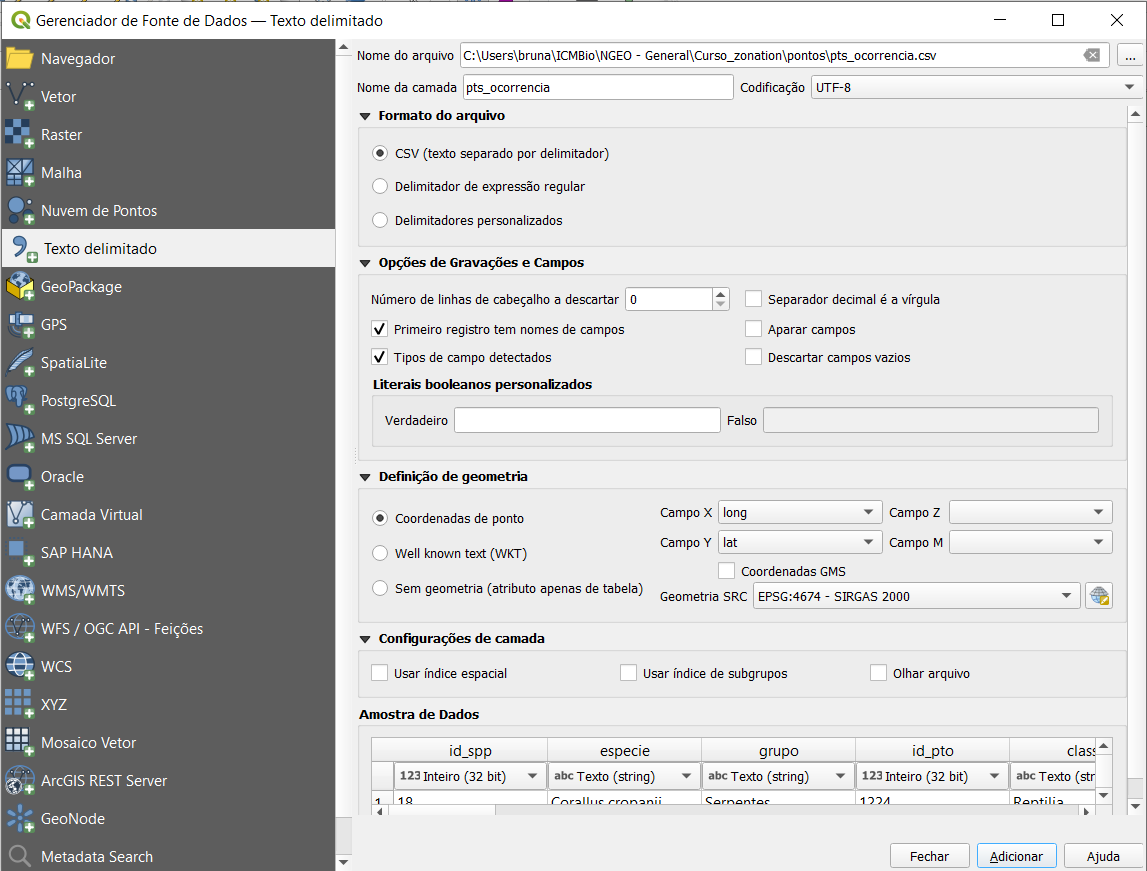 Gerenciador de Fonte de Dados — Texto delimitado
Navegador
Vetor
Raster
Malha
Nuvem de Pontos
Texto delimitado
GeoPackage
GPS
SpatiaLite
PostgreSQL
MS SQL Server
Oracle
Camada Virtual
SAP HANA
WMS/WMTS
WFS / OGC API - Feições
WCS
XYZ
Mosaico Vetor
ArcGIS REST Server
GeoNode
Metadata Search
Nome do arquivo C:\Users\bruna\ICMBio\NGEO - General\Curso_zonation\pontos\pts_ocorrencia.csv ...
Nome da camada pts_ocorrencia Codificação UTF-8
Formato do arquivo
CSV (texto separado por delimitador)
Delimitador de expressão regular
Delimitadores personalizados
Opções de Gravações e Campos
Número de linhas de cabeçalho a descartar 0 Separador decimal é a vírgula
Primeiro registro tem nomes de campos Aparar campos
Tipos de campo detectados Descartar campos vazios
Literais booleanos personalizados
Verdadeiro Falso
Definição de geometria
Coordenadas de ponto Campo X long Campo Z
Campo Y lat Campo M
Well known text (WKT)
Coordenadas GMS
Sem geometria (atributo apenas de tabela) Geometria SRC EPSG:4674 - SIRGAS 2000
Configurações de camada
Usar índice espacial Usar índice de subgrupos Olhar arquivo
Amostra de Dados
id_spp especie grupo id_pto class
123 Inteiro (32 bit) abc Texto (string) abc Texto (string) 123 Inteiro (32 bit) abc Texto (str
1 18 Corallus cropanii Serpentes 1224 Reptilia
Fechar Adicionar Ajuda